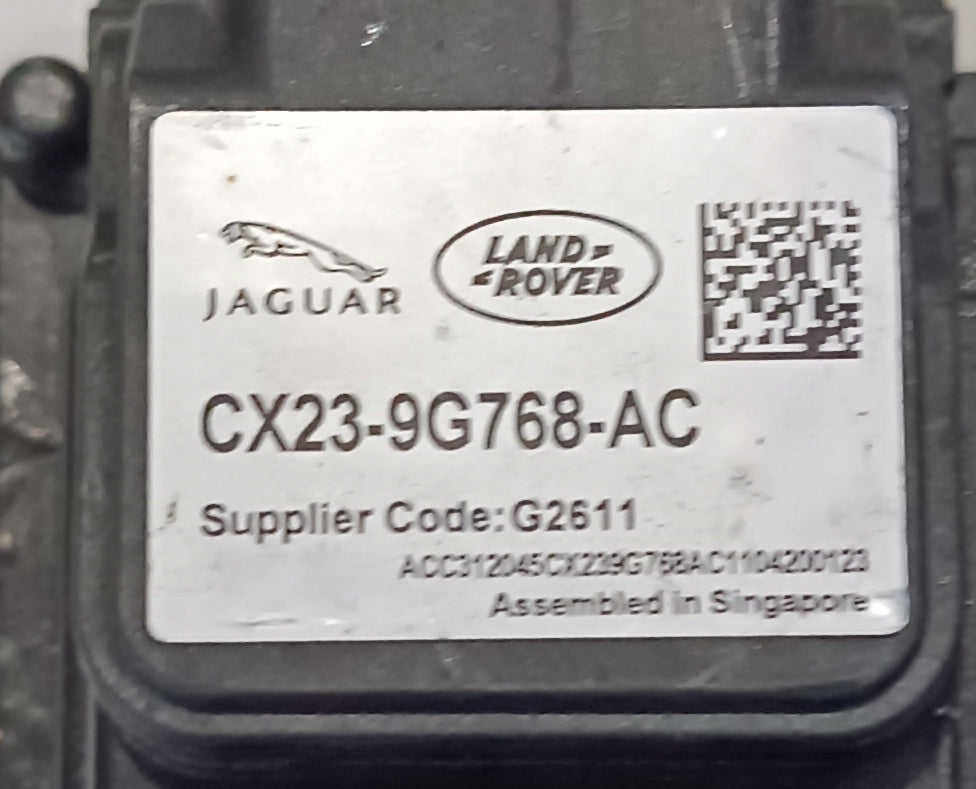 JAGUAR
LAND
ROVER
CX23-9G768-AC
Supplier Code:G2611
ACC312045CX239G768AC1104200123
Assembled in Singapore